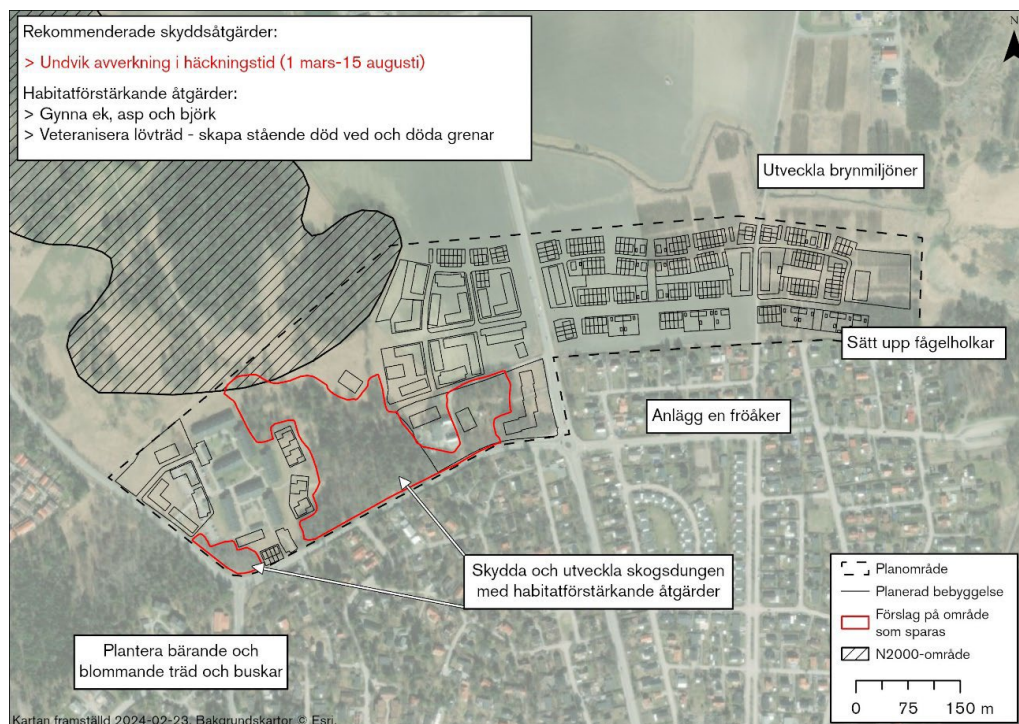 Rekommenderade skyddsåtgärder:
> Undvik avverkning i häckningstid (1 mars-15 augusti)
Habitatförstärkande åtgärder:
> Gynna ek, asp och björk
> Veteranisera lövträd - skapa stående död ved och döda grenar
N
Utveckla brynmiljöner
Sätt upp fågelholkar
Anlägg en fröåker
Skydda och utveckla skogsdungen
med habitatförstärkande åtgärder
Plantera bärande och
blommande träd och buskar
Planområde
Planerad bebyggelse
Förslag på område
som sparas
N2000-område
0 75 150 m
Kartan framställd 2024-02-23. Bakgrundskartor © Esri